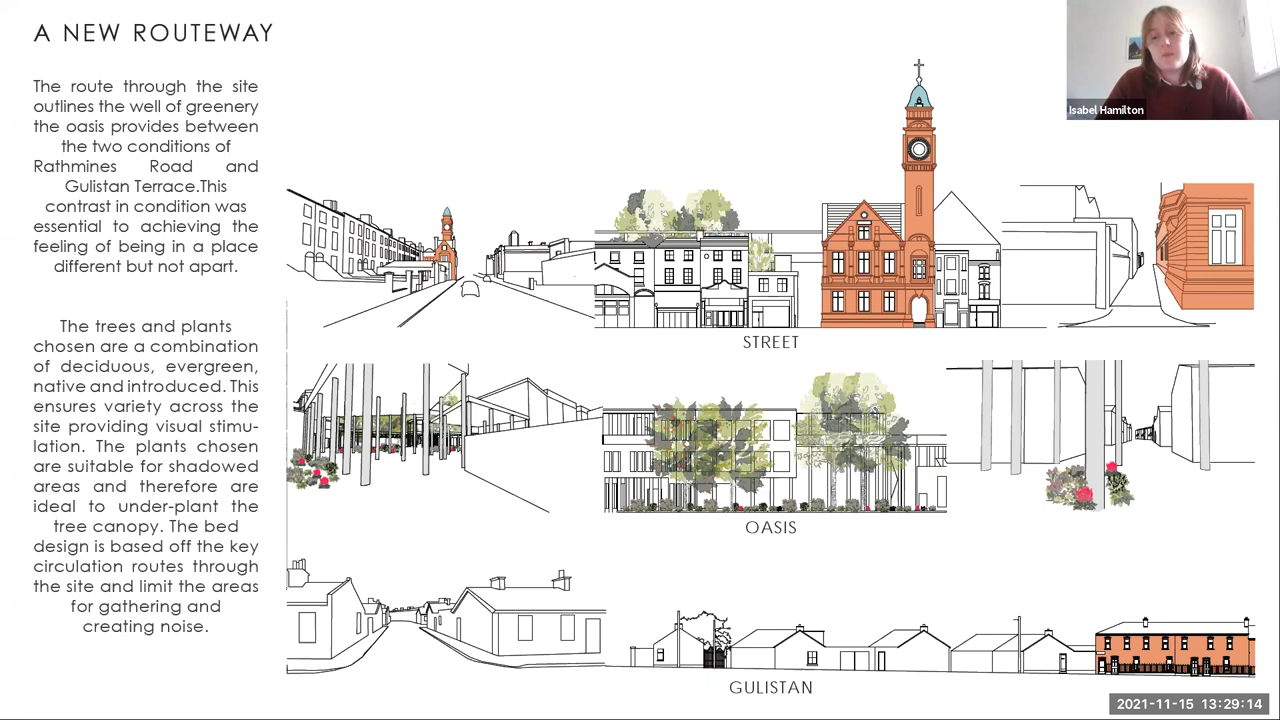 A NEW ROUTEWAY
The route through the site
outlines the well of greenery
the oasis provides between
the two conditions of
Rathmines Road and
Gulistan Terrace.This
contrast in condition was
essential to achieving the
feeling of being in a place
different but not apart.
The trees and plants
chosen are a combination
of deciduous, evergreen,
native and introduced. This
ensures variety across the
site providing visual stimu-
lation. The plants chosen
are suitable for shadowed
areas and therefore are
ideal to under-plant the
tree canopy. The bed
design is based off the key
circulation routes through
the site and limit the areas
for gathering and
creating noise.
Isabel Hamilton
STREET
OASIS
GULISTAN
2021-11-15 13:29:14